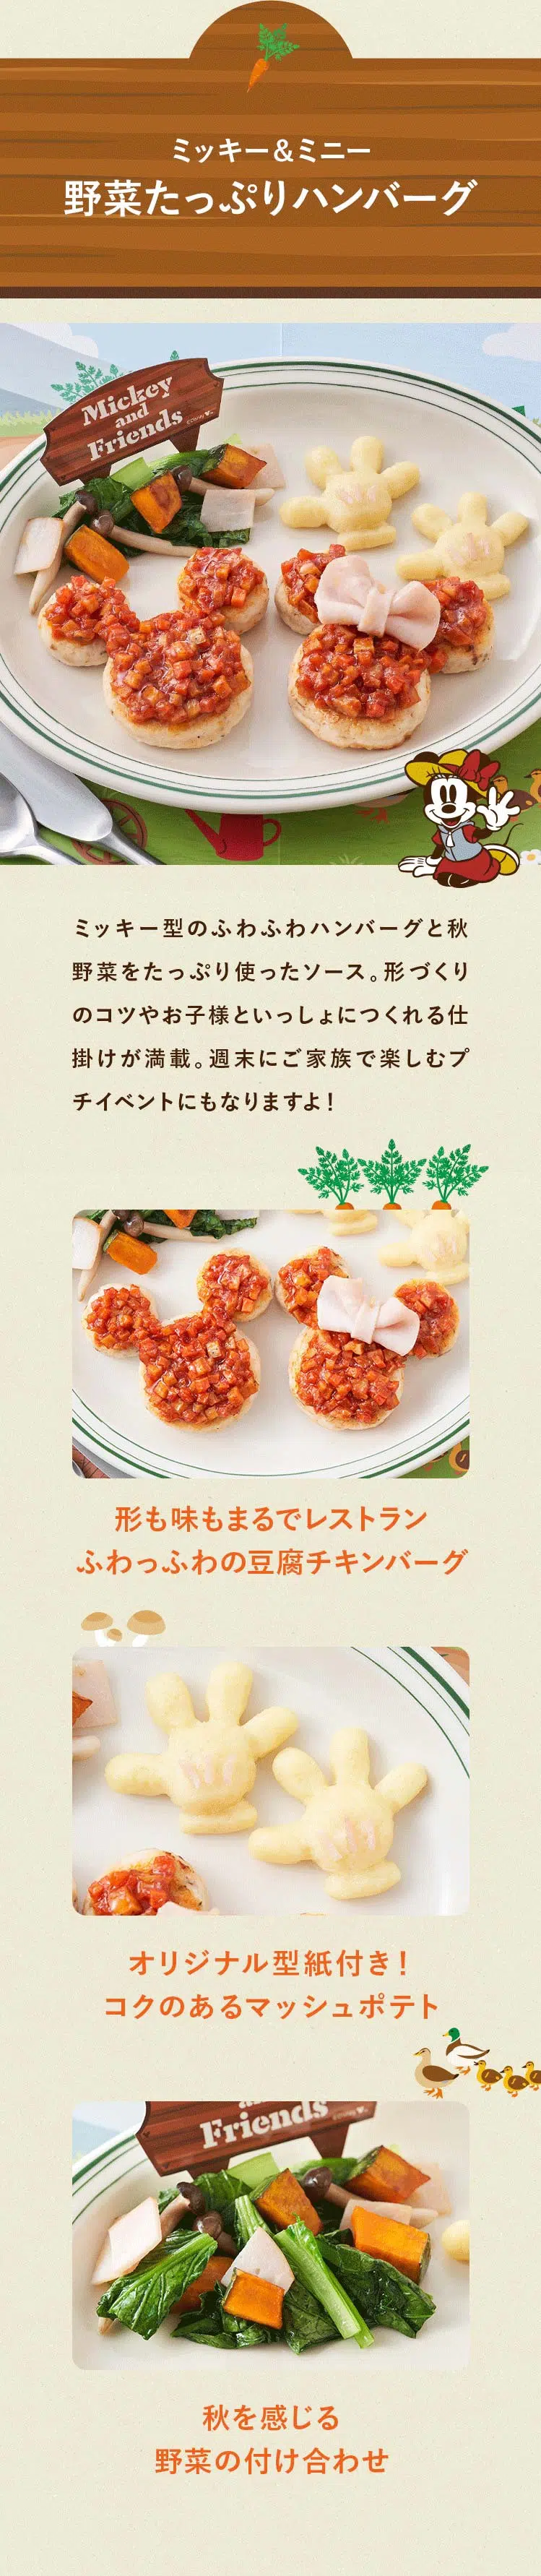 ミッキー＆ミニー
野菜たっぷりハンバーグ
Mickey
and
Friends
ミッキー型のふわふわハンバーグと秋
野菜をたっぷり使ったソース。形づくり
のコツやお子様といっしょにつくれる仕
掛けが満載。週末にご家族で楽しむプ
チイベントにもなりますよ！
形も味もまるでレストラン
ふわっふわの豆腐チキンバーグ
オリジナル型紙付き！
コクのあるマッシュポテト
Friends
秋を感じる
野菜の付け合わせ